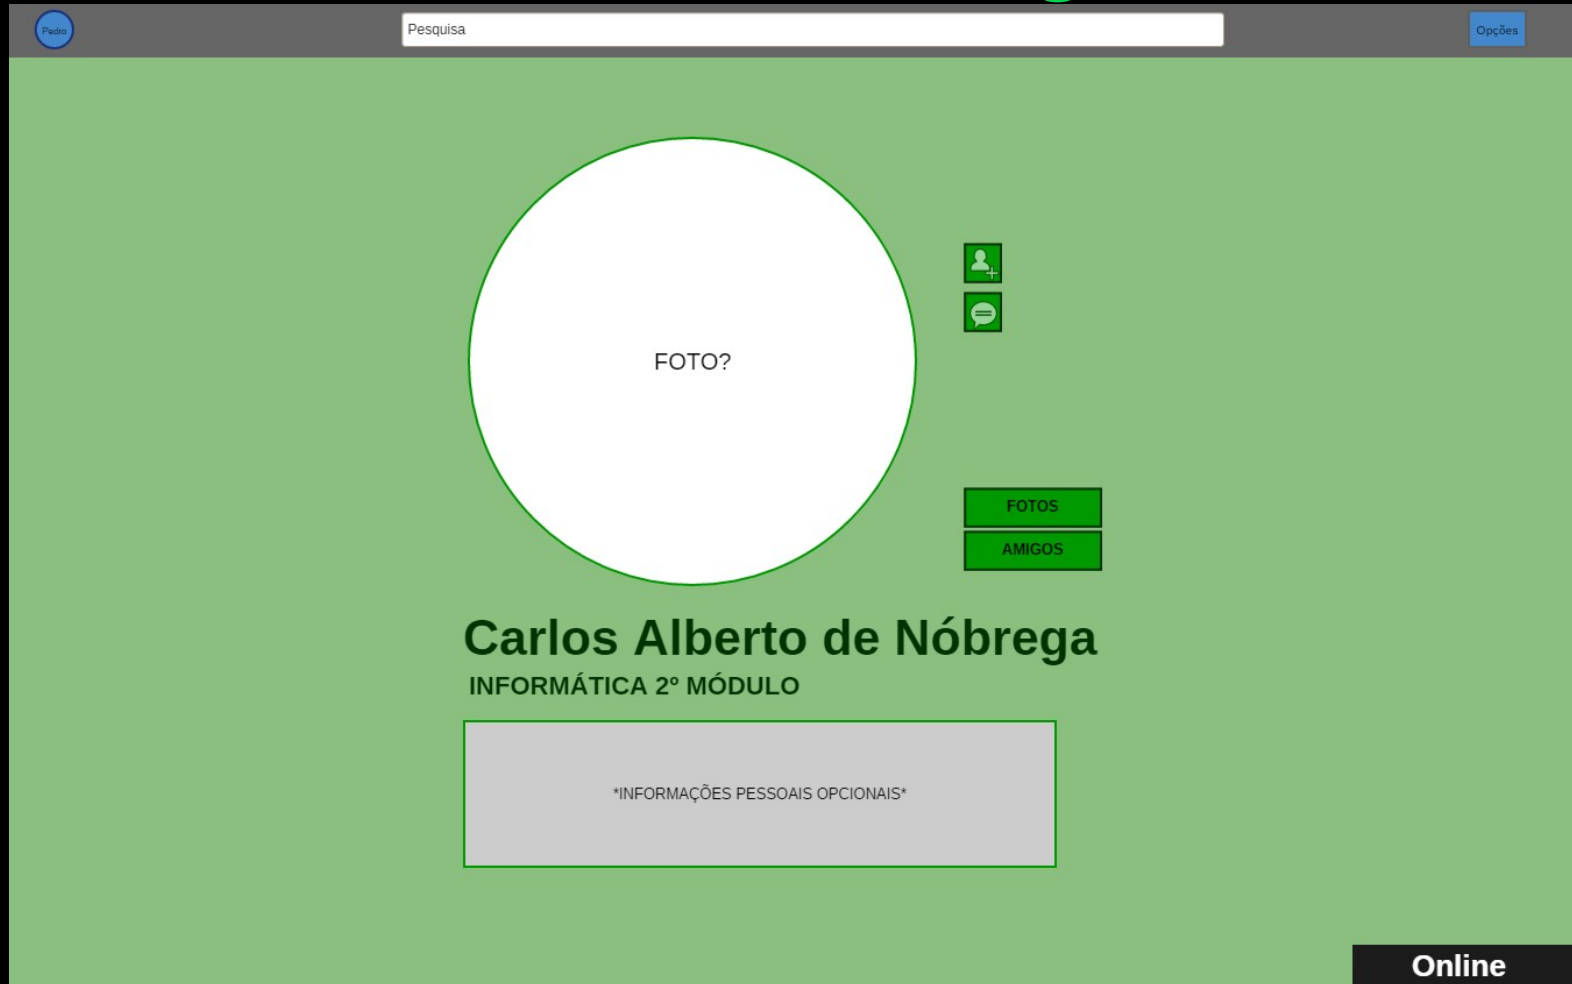 Pedro
Pesquisa
Opções
FOTO?
FOTOS
AMIGOS
Carlos Alberto de Nóbrega
INFORMÁTICA 2º MÓDULO
*INFORMAÇÕES PESSOAIS OPCIONAIS*
Online